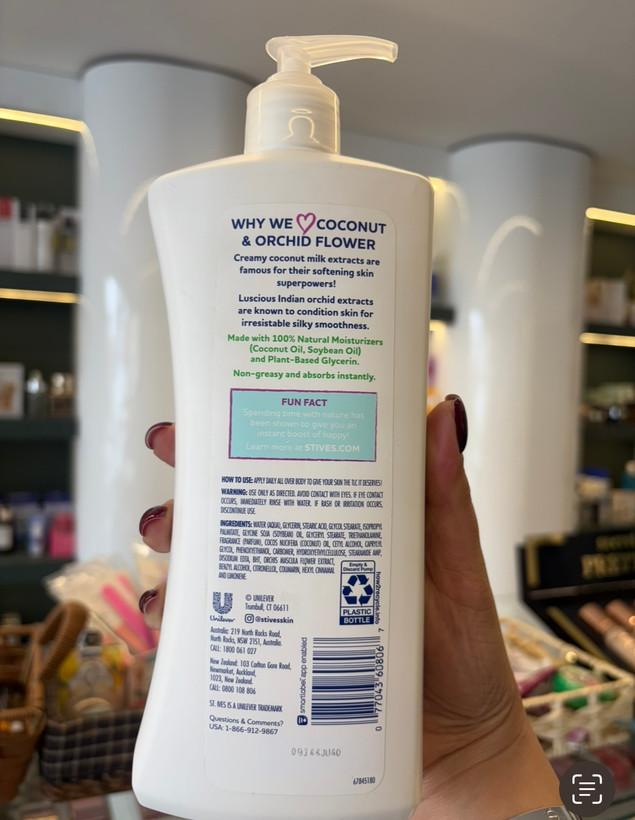 WHY WE COCONUT
& ORCHID FLOWER
Creamy coconut milk extracts are
famous for their softening skin
superpowers!
Luscious Indian orchid extracts
are known to condition skin for
irresistable silky smoothness.
Made with 100% Natural Moisturizers
(Coconut Oil, Soybean Oil)
and Plant-Based Glycerin.
Non-greasy and absorbs instantly.
FUN FACT
Spending time with nature has
been shown to give you an
instant boost of happy!
Learn more at STIVES.COM
HOW TO USE: APPLY DAILY ALL OVER BODY TO GIVE YOUR SKIN THE TLC IT DESERVES!
WARNING: USE ONLY AS DIRECTED. AVOID CONTACT WITH EYES. IF EYE CONTACT
OCCURS, IMMEDIATELY RINSE WITH WATER. IF RASH OR IRRITATION OCCURS,
DISCONTINUE USE.
INGREDIENTS: WATER (AQUA), GLYCERIN, STEARIC ACID, GLYCOL STEARATE, ISOPROPYL
PALMITATE, GLYCINE SOJA (SOYBEAN) OIL, GLYCERYL STEARATE, TRIETHANOLAMINE,
FRAGRANCE (PARFUM), COCOS NUCIFERA (COCONUT) OIL, CETYL ALCOHOL, CAPRYLYL
GLYCOL, PHENOXYETHANOL, CARBOMER, HYDROXYETHYLCELLULOSE, STEARAMIDE AMP,
DISODIUM EDTA, BHT, ORCHIS MASCULA FLOWER EXTRACT,
BENZYL ALCOHOL, CITRONELLOL, COUMARIN, HEXYL CINNAMAL
AND LIMONENE.
Empty &
Discard Pump
PLASTIC
BOTTLE
how2recycle.info
Unilever
© UNILEVER
Trumbull, CT 06611
@stivesskin
Australia: 219 North Rocks Road,
North Rocks, NSW 2151, Australia.
CALL: 1800 061 027
New Zealand: 103 Carlton Gore Road,
Newmarket, Auckland,
1023, New Zealand.
CALL: 0800 108 806
ST. IVES IS A UNILEVER TRADEMARK
Questions & Comments?
USA: 1-866-912-9867
smartlabel app enabled
0 77043 60806 7
67845180